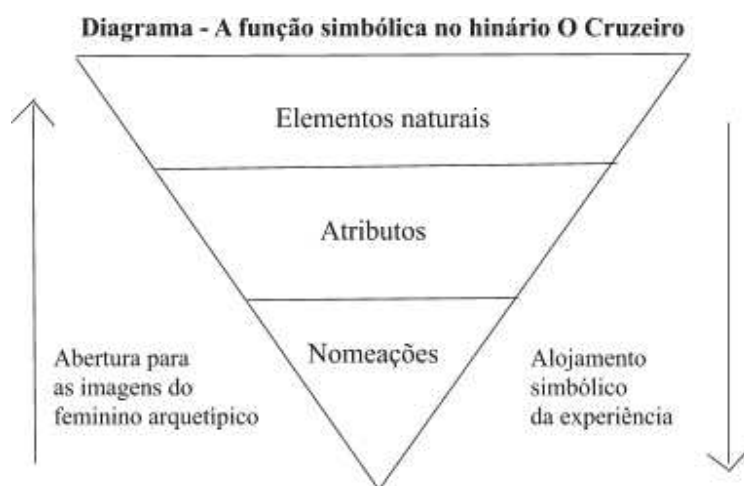 Diagrama - A função simbólica no hinário O Cruzeiro
Elementos naturais
Atributos
Nomeações
Abertura para
as imagens do
feminino arquetípico
Alojamento
simbólico
da experiência